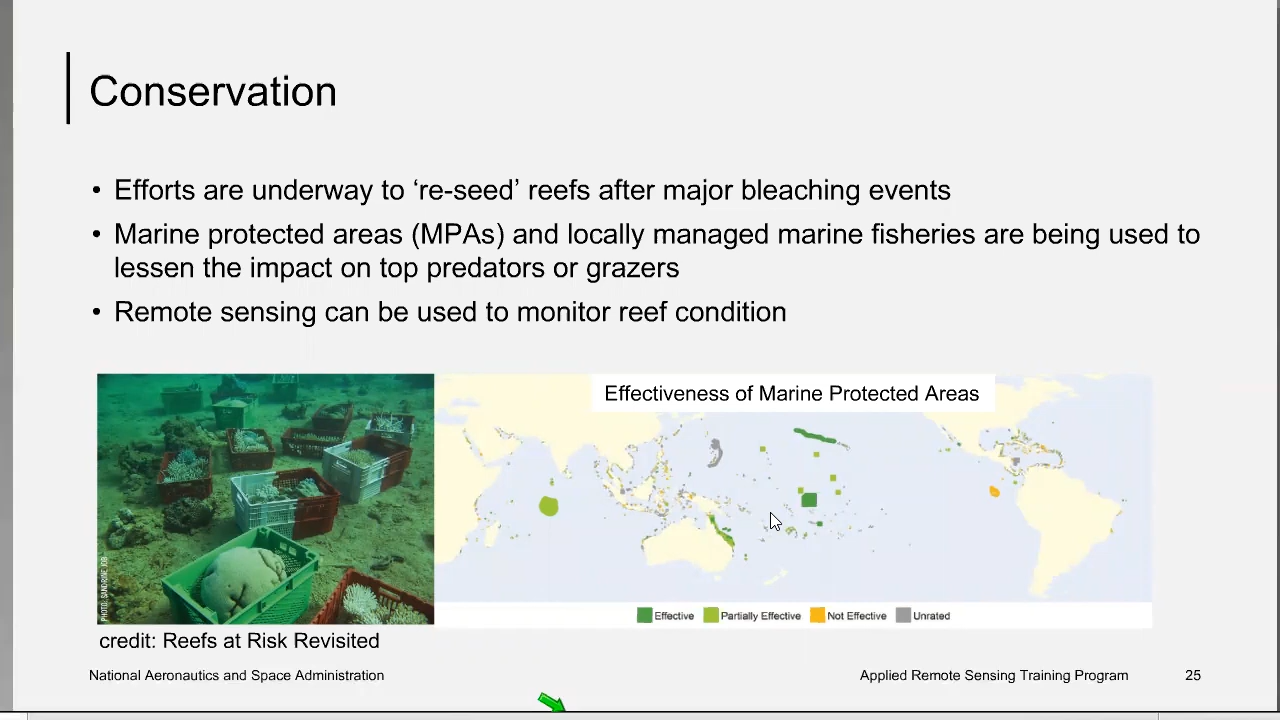 Conservation
• Efforts are underway to ‘re-seed’ reefs after major bleaching events
• Marine protected areas (MPAs) and locally managed marine fisheries are being used to
lessen the impact on top predators or grazers
• Remote sensing can be used to monitor reef condition
Effectiveness of Marine Protected Areas
PHOTO: SANDRINE JOB
Effective Partially Effective Not Effective Unrated
credit: Reefs at Risk Revisited
National Aeronautics and Space Administration Applied Remote Sensing Training Program 25